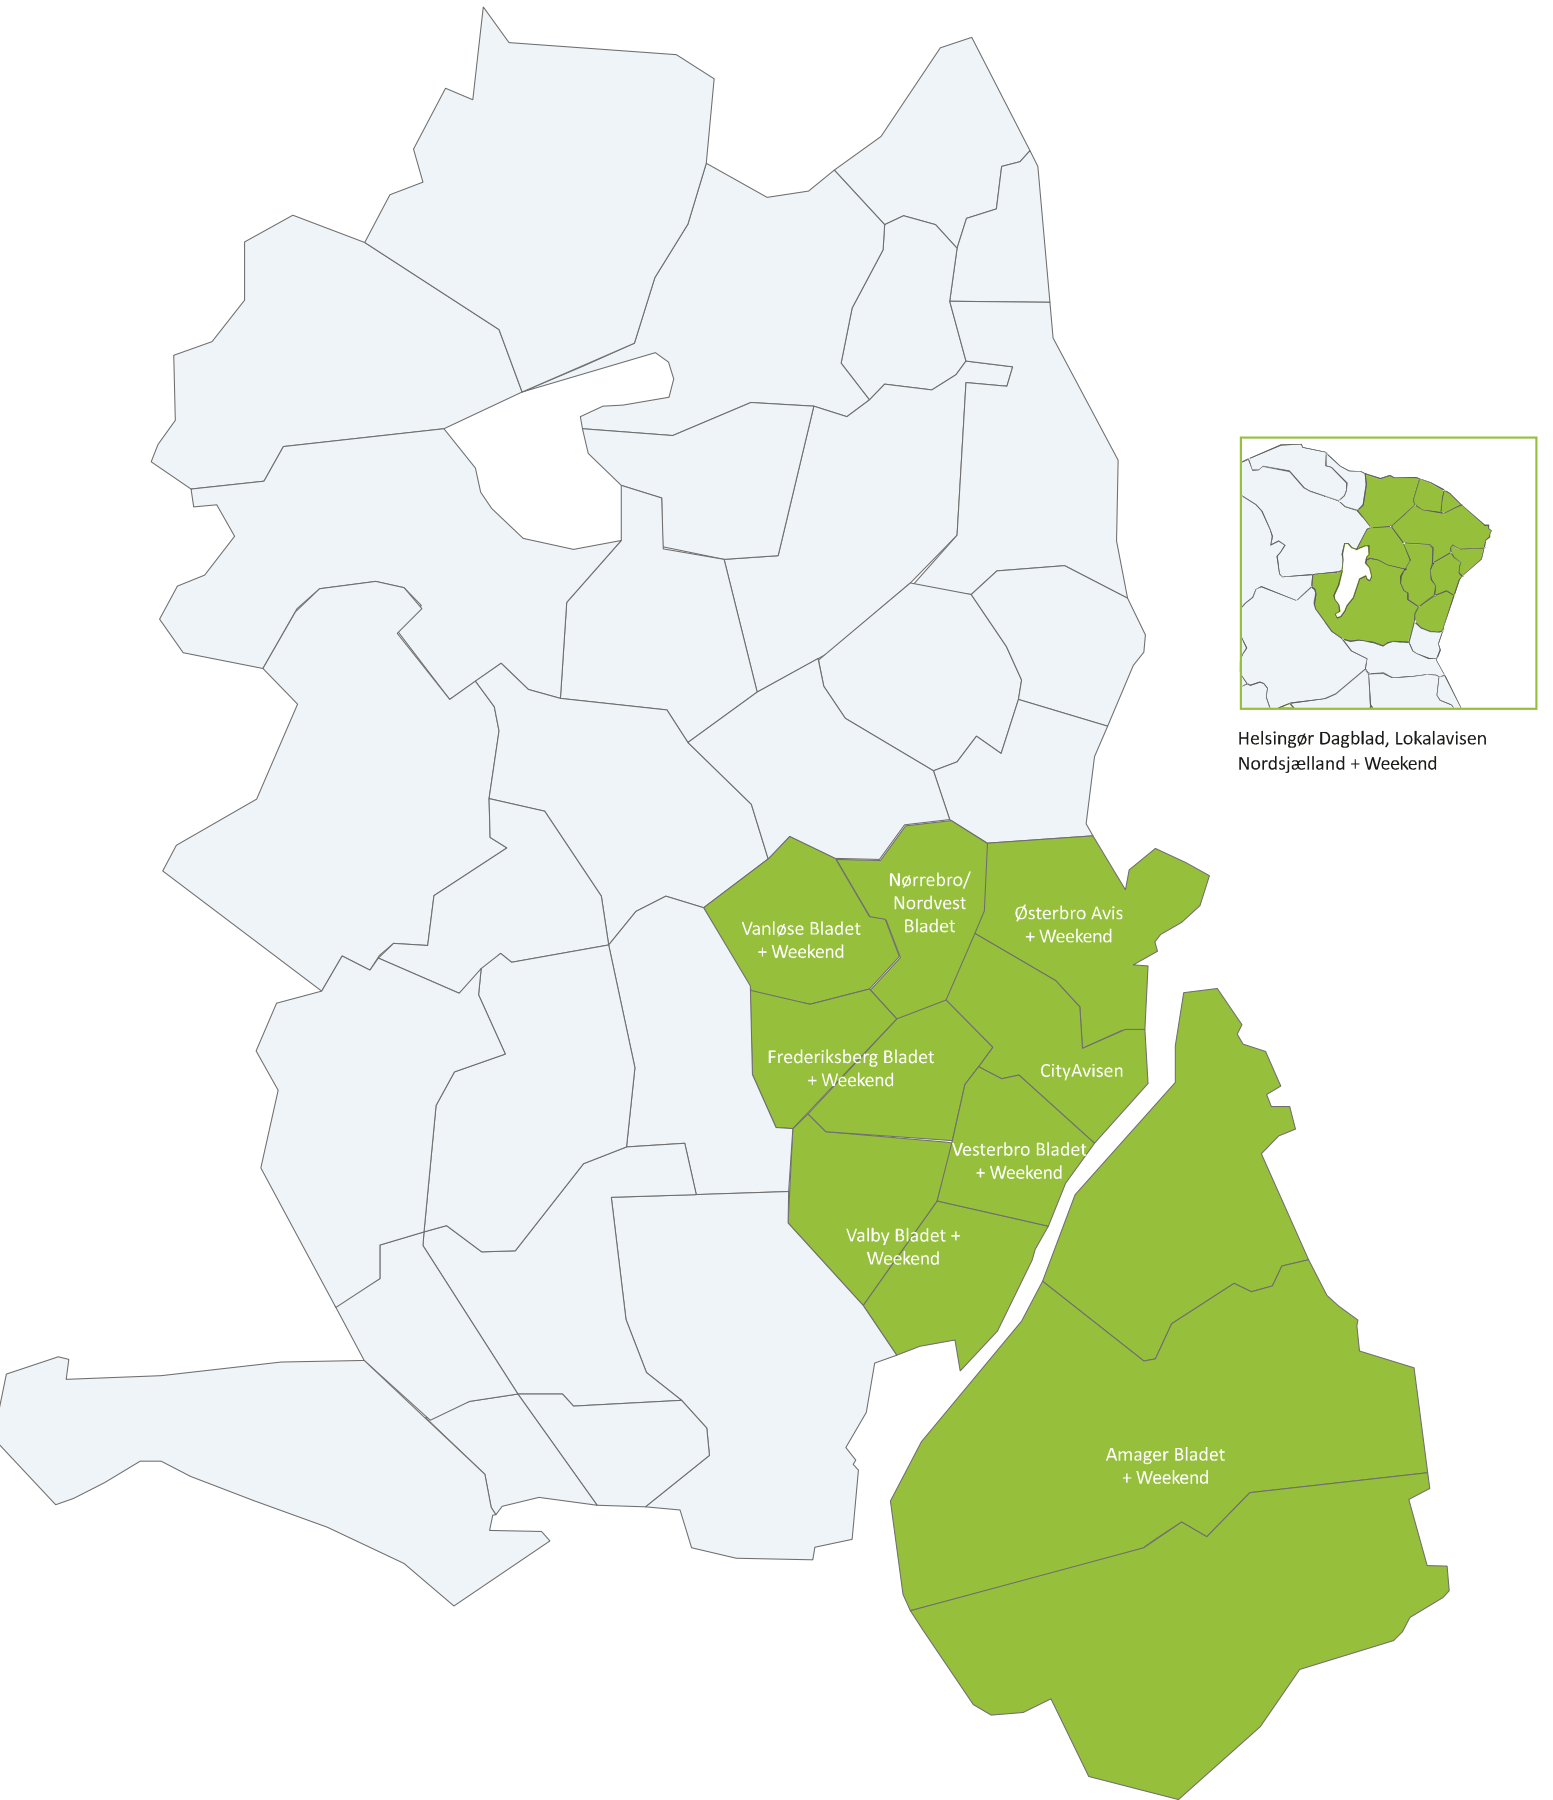 Helsingør Dagblad, Lokalavisen
Nordsjælland + Weekend
Nørrebro/
Nordvest
Bladet
Østerbro Avis
+ Weekend
Vanløse Bladet
+ Weekend
Frederiksberg Bladet
+ Weekend
CityAvisen
Vesterbro Bladet
+ Weekend
Valby Bladet +
Weekend
Amager Bladet
+ Weekend